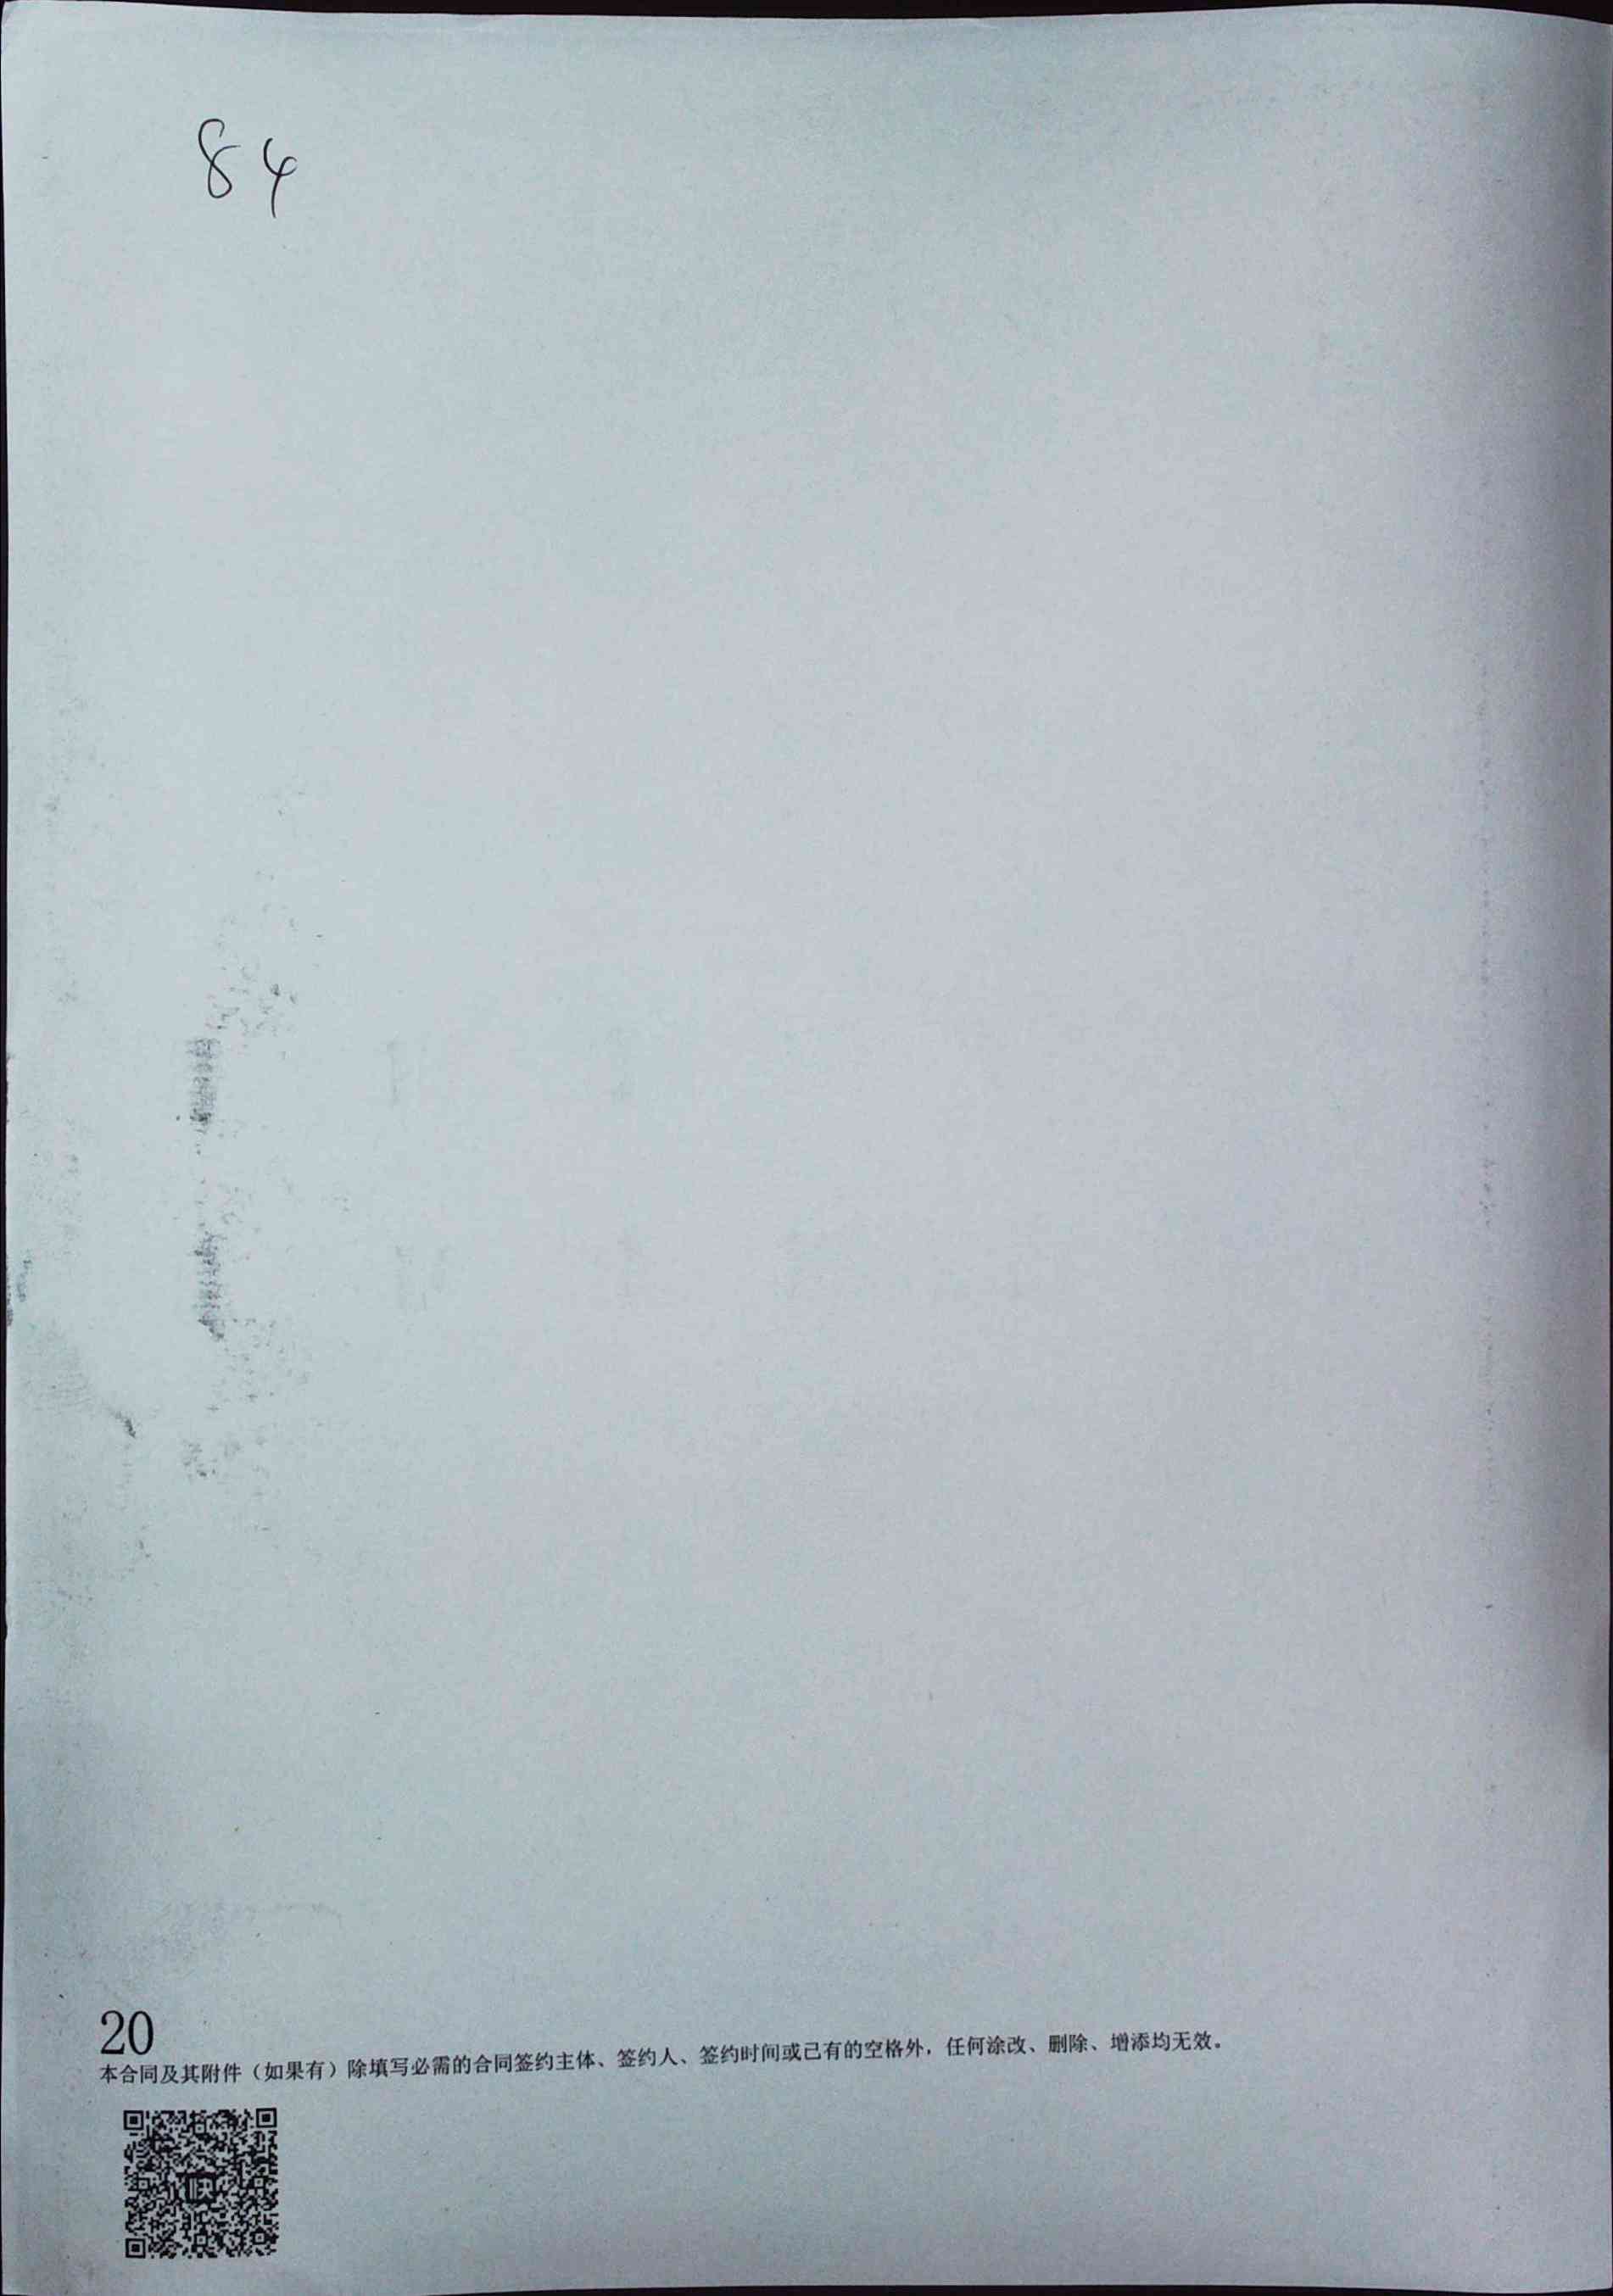 84
20
本合同及其附件（如果有）除填写必需的合同签约主体、签约人、签约时间或已有的空格外，任何涂改、删除、增添均无效。
快